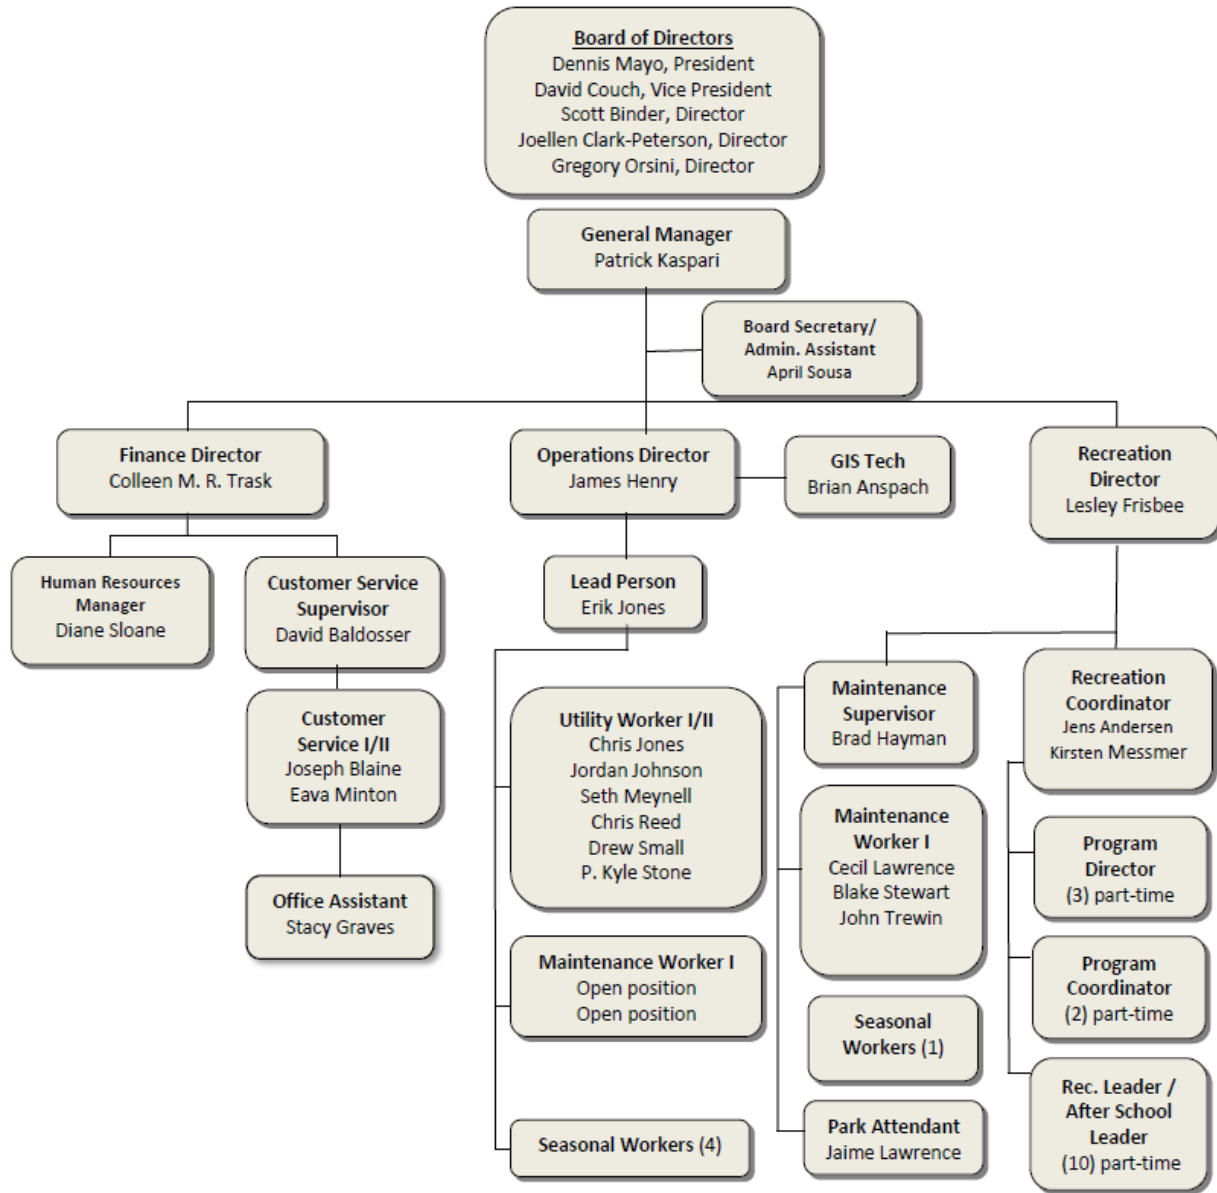 Board of Directors
Dennis Mayo, President
David Couch, Vice President
Scott Binder, Director
Joellen Clark-Peterson, Director
Gregory Orsini, Director
General Manager
Patrick Kaspari
Board Secretary/
Admin. Assistant
April Sousa
Finance Director
Colleen M. R. Trask
Operations Director
James Henry
GIS Tech
Brian Anspach
Recreation
Director
Lesley Frisbee
Human Resources
Manager
Diane Sloane
Customer Service
Supervisor
David Baldosser
Customer
Service I/II
Joseph Blaine
Eava Minton
Office Assistant
Stacy Graves
Lead Person
Erik Jones
Utility Worker I/II
Chris Jones
Jordan Johnson
Seth Meynell
Chris Reed
Drew Small
P. Kyle Stone
Maintenance Worker I
Open position
Open position
Seasonal Workers (4)
Maintenance
Supervisor
Brad Hayman
Maintenance
Worker I
Cecil Lawrence
Blake Stewart
John Trewin
Seasonal
Workers (1)
Park Attendant
Jaime Lawrence
Recreation
Coordinator
Jens Andersen
Kirsten Messmer
Program
Director
(3) part-time
Program
Coordinator
(2) part-time
Rec. Leader /
After School
Leader
(10) part-time